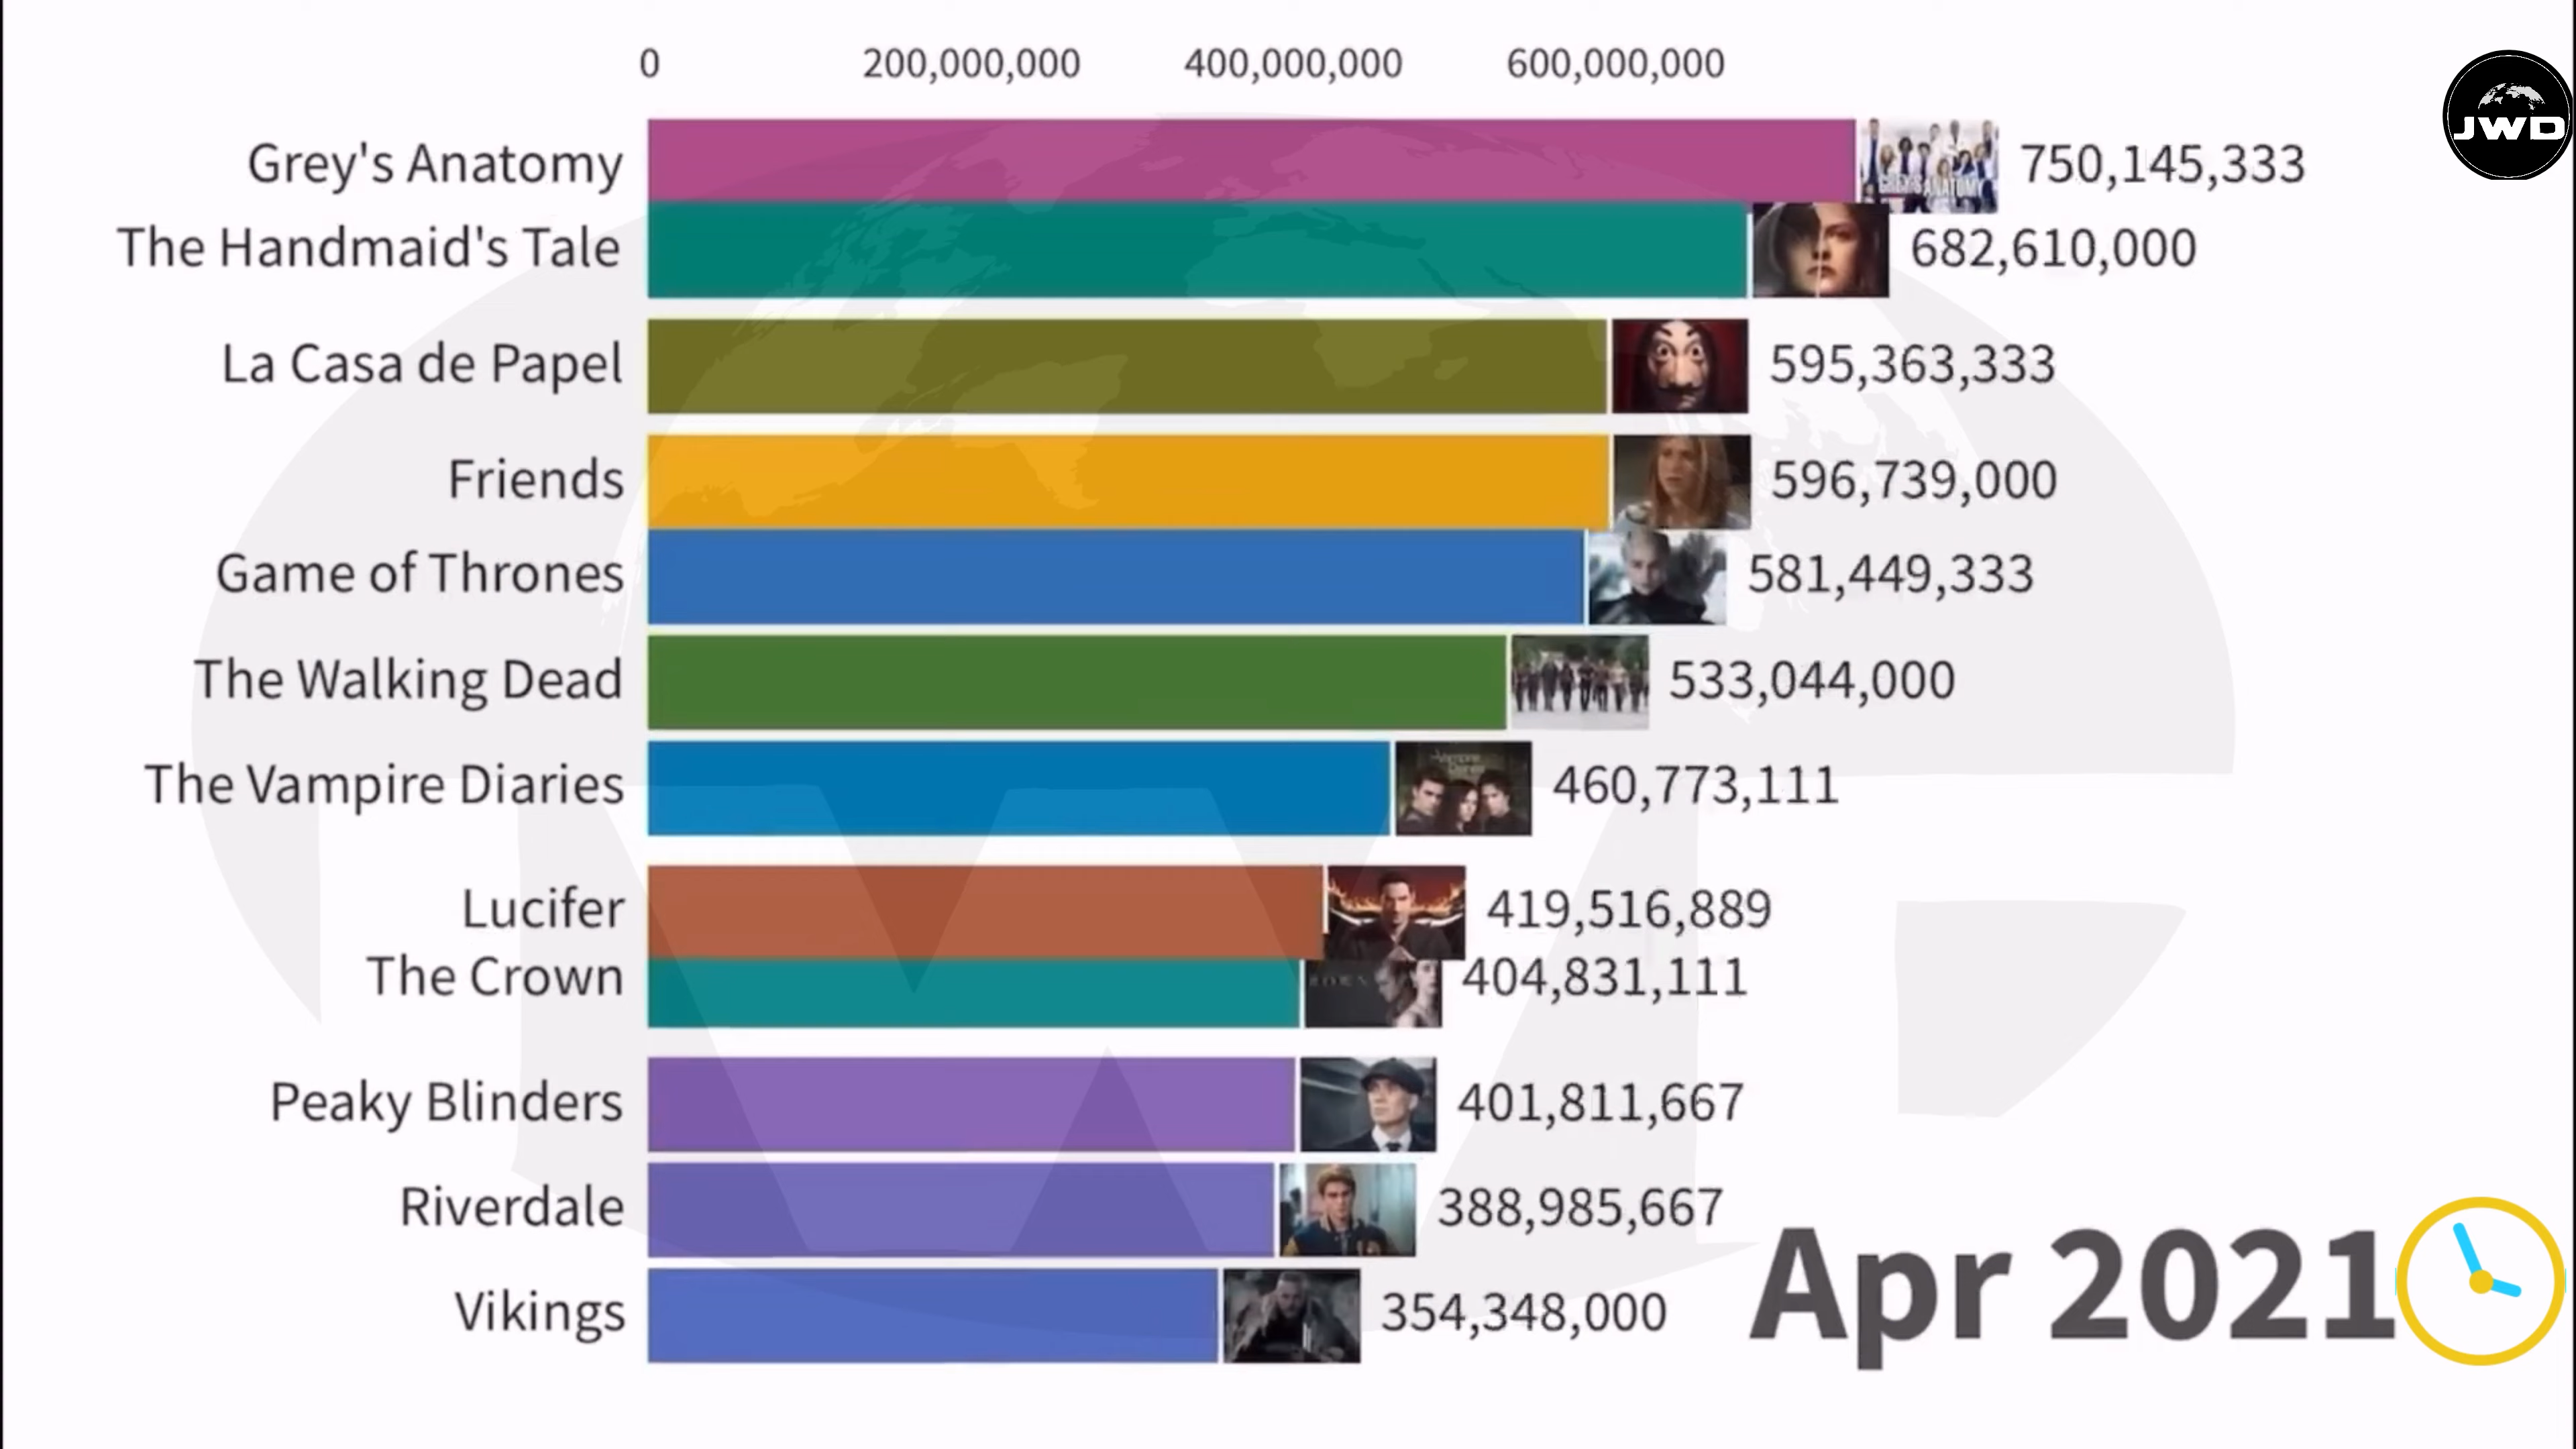 0 200,000,000 400,000,000 600,000,000
JWD
Grey's Anatomy 750,145,333
GREY'S ANATOMY
The Handmaid's Tale 682,610,000
La Casa de Papel 595,363,333
Friends 596,739,000
Game of Thrones 581,449,333
The Walking Dead 533,044,000
The Vampire Diaries 460,773,111
Lucifer 419,516,889
The Crown 404,831,111
Peaky Blinders 401,811,667
Riverdale 388,985,667
Vikings 354,348,000
Apr 2021